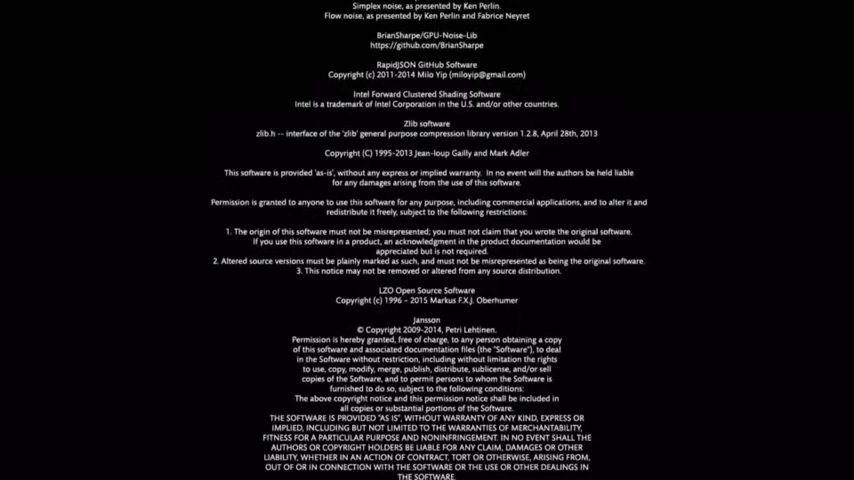 Simplex noise, as presented by Ken Perlin.
Flow noise, as presented by Ken Perlin and Fabrice Neyret
BrianSharpe/GPU-Noise-Lib
https://github.com/BrianSharpe
RapidJSON GitHub Software
Copyright (c) 2011-2014 Milo Yip (miloyip@gmail.com)
Intel Forward Clustered Shading Software
Intel is a trademark of Intel Corporation in the U.S. and/or other countries.
Zlib software
zlib.h -- interface of the 'zlib' general purpose compression library version 1.2.8, April 28th, 2013
Copyright (C) 1995-2013 Jean-loup Gailly and Mark Adler
This software is provided 'as-is', without any express or implied warranty. In no event will the authors be held liable
for any damages arising from the use of this software.
Permission is granted to anyone to use this software for any purpose, including commercial applications, and to alter it and
redistribute it freely, subject to the following restrictions:
1. The origin of this software must not be misrepresented; you must not claim that you wrote the original software.
If you use this software in a product, an acknowledgment in the product documentation would be
appreciated but is not required.
2. Altered source versions must be plainly marked as such, and must not be misrepresented as being the original software.
3. This notice may not be removed or altered from any source distribution.
LZO Open Source Software
Copyright (c) 1996 - 2015 Markus F.X.J. Oberhumer
Jansson
© Copyright 2009-2014, Petri Lehtinen.
Permission is hereby granted, free of charge, to any person obtaining a copy
of this software and associated documentation files (the "Software"), to deal
in the Software without restriction, including without limitation the rights
to use, copy, modify, merge, publish, distribute, sublicense, and/or sell
copies of the Software, and to permit persons to whom the Software is
furnished to do so, subject to the following conditions:
The above copyright notice and this permission notice shall be included in
all copies or substantial portions of the Software.
THE SOFTWARE IS PROVIDED "AS IS", WITHOUT WARRANTY OF ANY KIND, EXPRESS OR
IMPLIED, INCLUDING BUT NOT LIMITED TO THE WARRANTIES OF MERCHANTABILITY,
FITNESS FOR A PARTICULAR PURPOSE AND NONINFRINGEMENT. IN NO EVENT SHALL THE
AUTHORS OR COPYRIGHT HOLDERS BE LIABLE FOR ANY CLAIM, DAMAGES OR OTHER
LIABILITY, WHETHER IN AN ACTION OF CONTRACT, TORT OR OTHERWISE, ARISING FROM,
OUT OF OR IN CONNECTION WITH THE SOFTWARE OR THE USE OR OTHER DEALINGS IN
THE SOFTWARE.